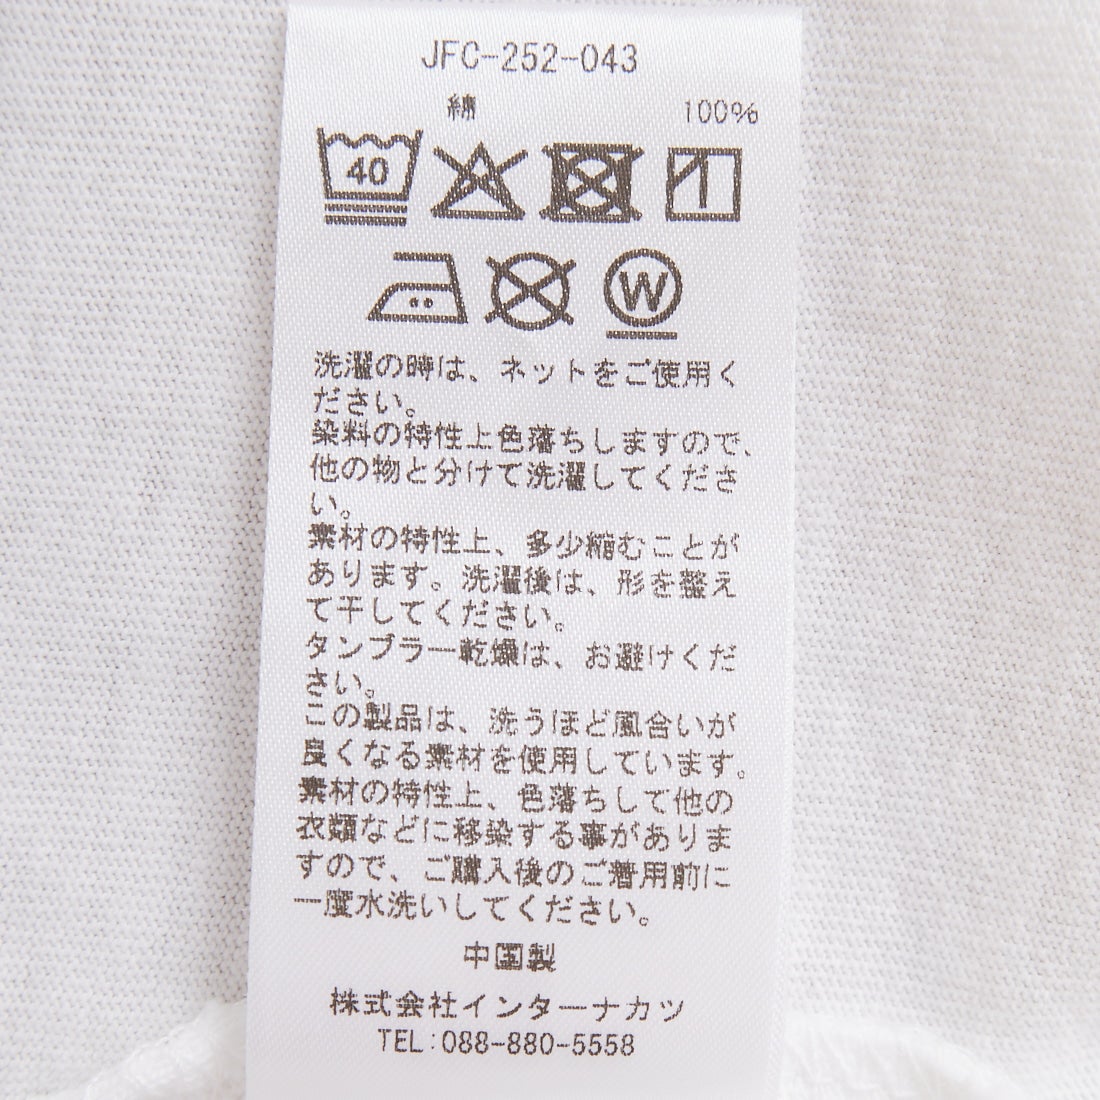 JFC-252-043
綿 100%
40
W
洗濯の時は、ネットをご使用く
ださい。
染料の特性上色落ちしますので、
他の物と分けて洗濯してくださ
い。
素材の特性上、多少縮むことが
あります。洗濯後は、形を整え
て干してください。
タンブラー乾燥は、お避けくだ
さい。
この製品は、洗うほど風合いが
良くなる素材を使用しています。
素材の特性上、色落ちして他の
衣類などに移染する事がありま
すので、ご購入後のご着用前に
一度水洗いしてください。
中国製
株式会社インターナカツ
TEL:088-880-5558